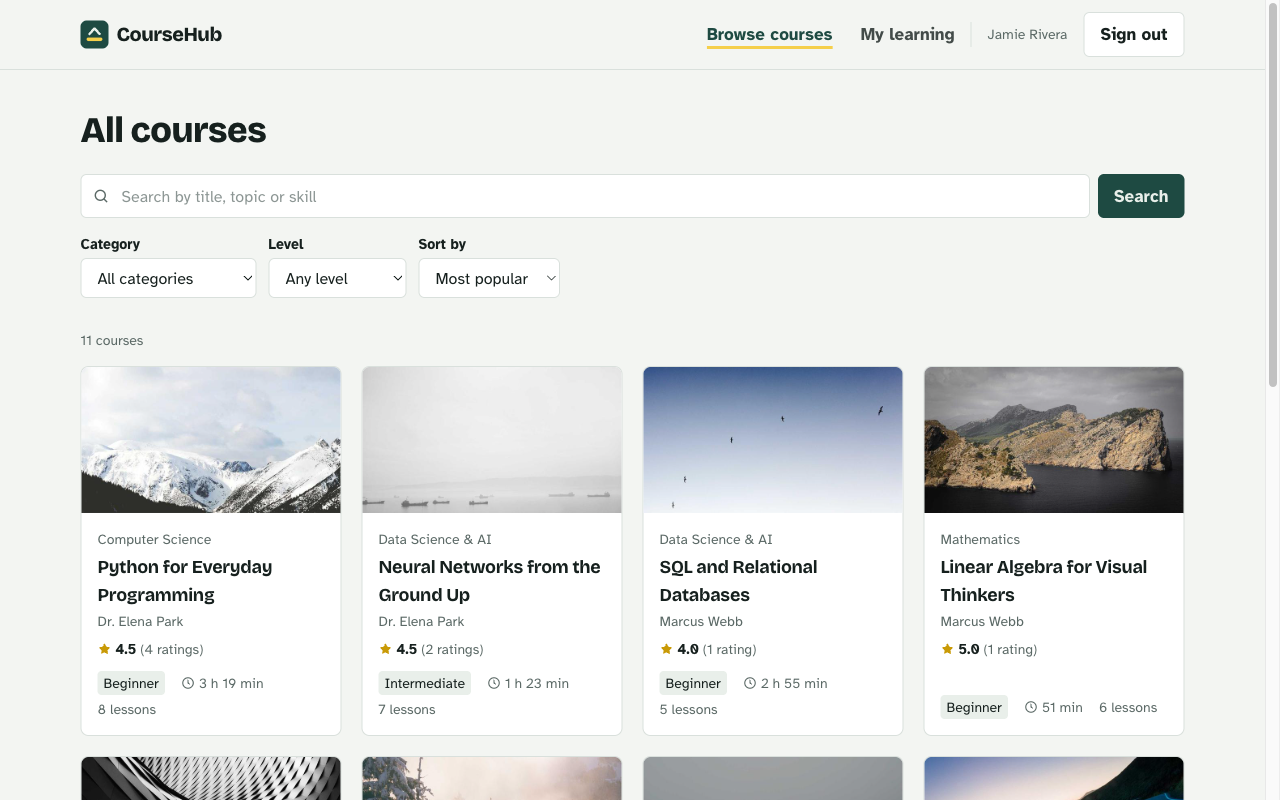 CourseHub
Browse courses
My learning
Jamie Rivera
Sign out
All courses
Search by title, topic or skill
Search
Category
Level
Sort by
All categories
Any level
Most popular
11 courses
Computer Science
Python for Everyday
Programming
Dr. Elena Park
4.5 (4 ratings)
Beginner
3 h 19 min
8 lessons
Data Science & AI
Neural Networks from the
Ground Up
Dr. Elena Park
4.5 (2 ratings)
Intermediate
1 h 23 min
7 lessons
Data Science & AI
SQL and Relational
Databases
Marcus Webb
4.0 (1 rating)
Beginner
2 h 55 min
5 lessons
Mathematics
Linear Algebra for Visual
Thinkers
Marcus Webb
5.0 (1 rating)
Beginner
51 min
6 lessons